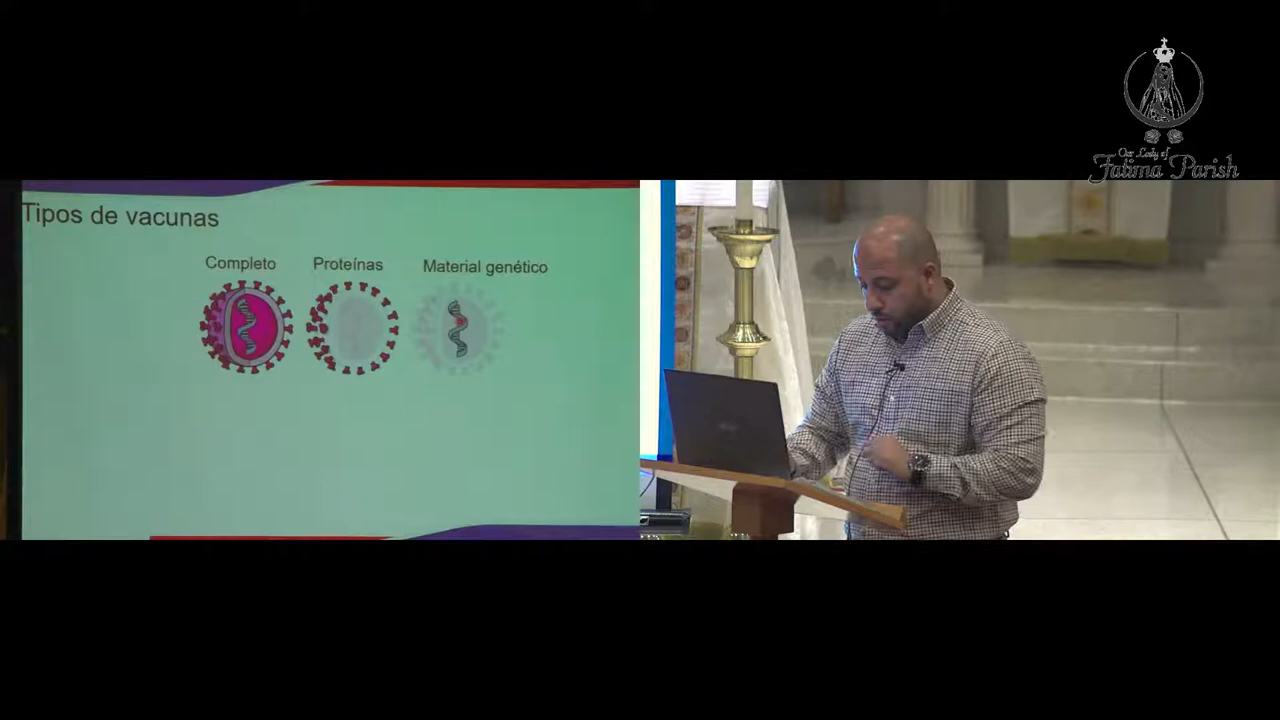 Our Lady of
Fatima Parish
Tipos de vacunas
Completo
Proteínas
Material genético